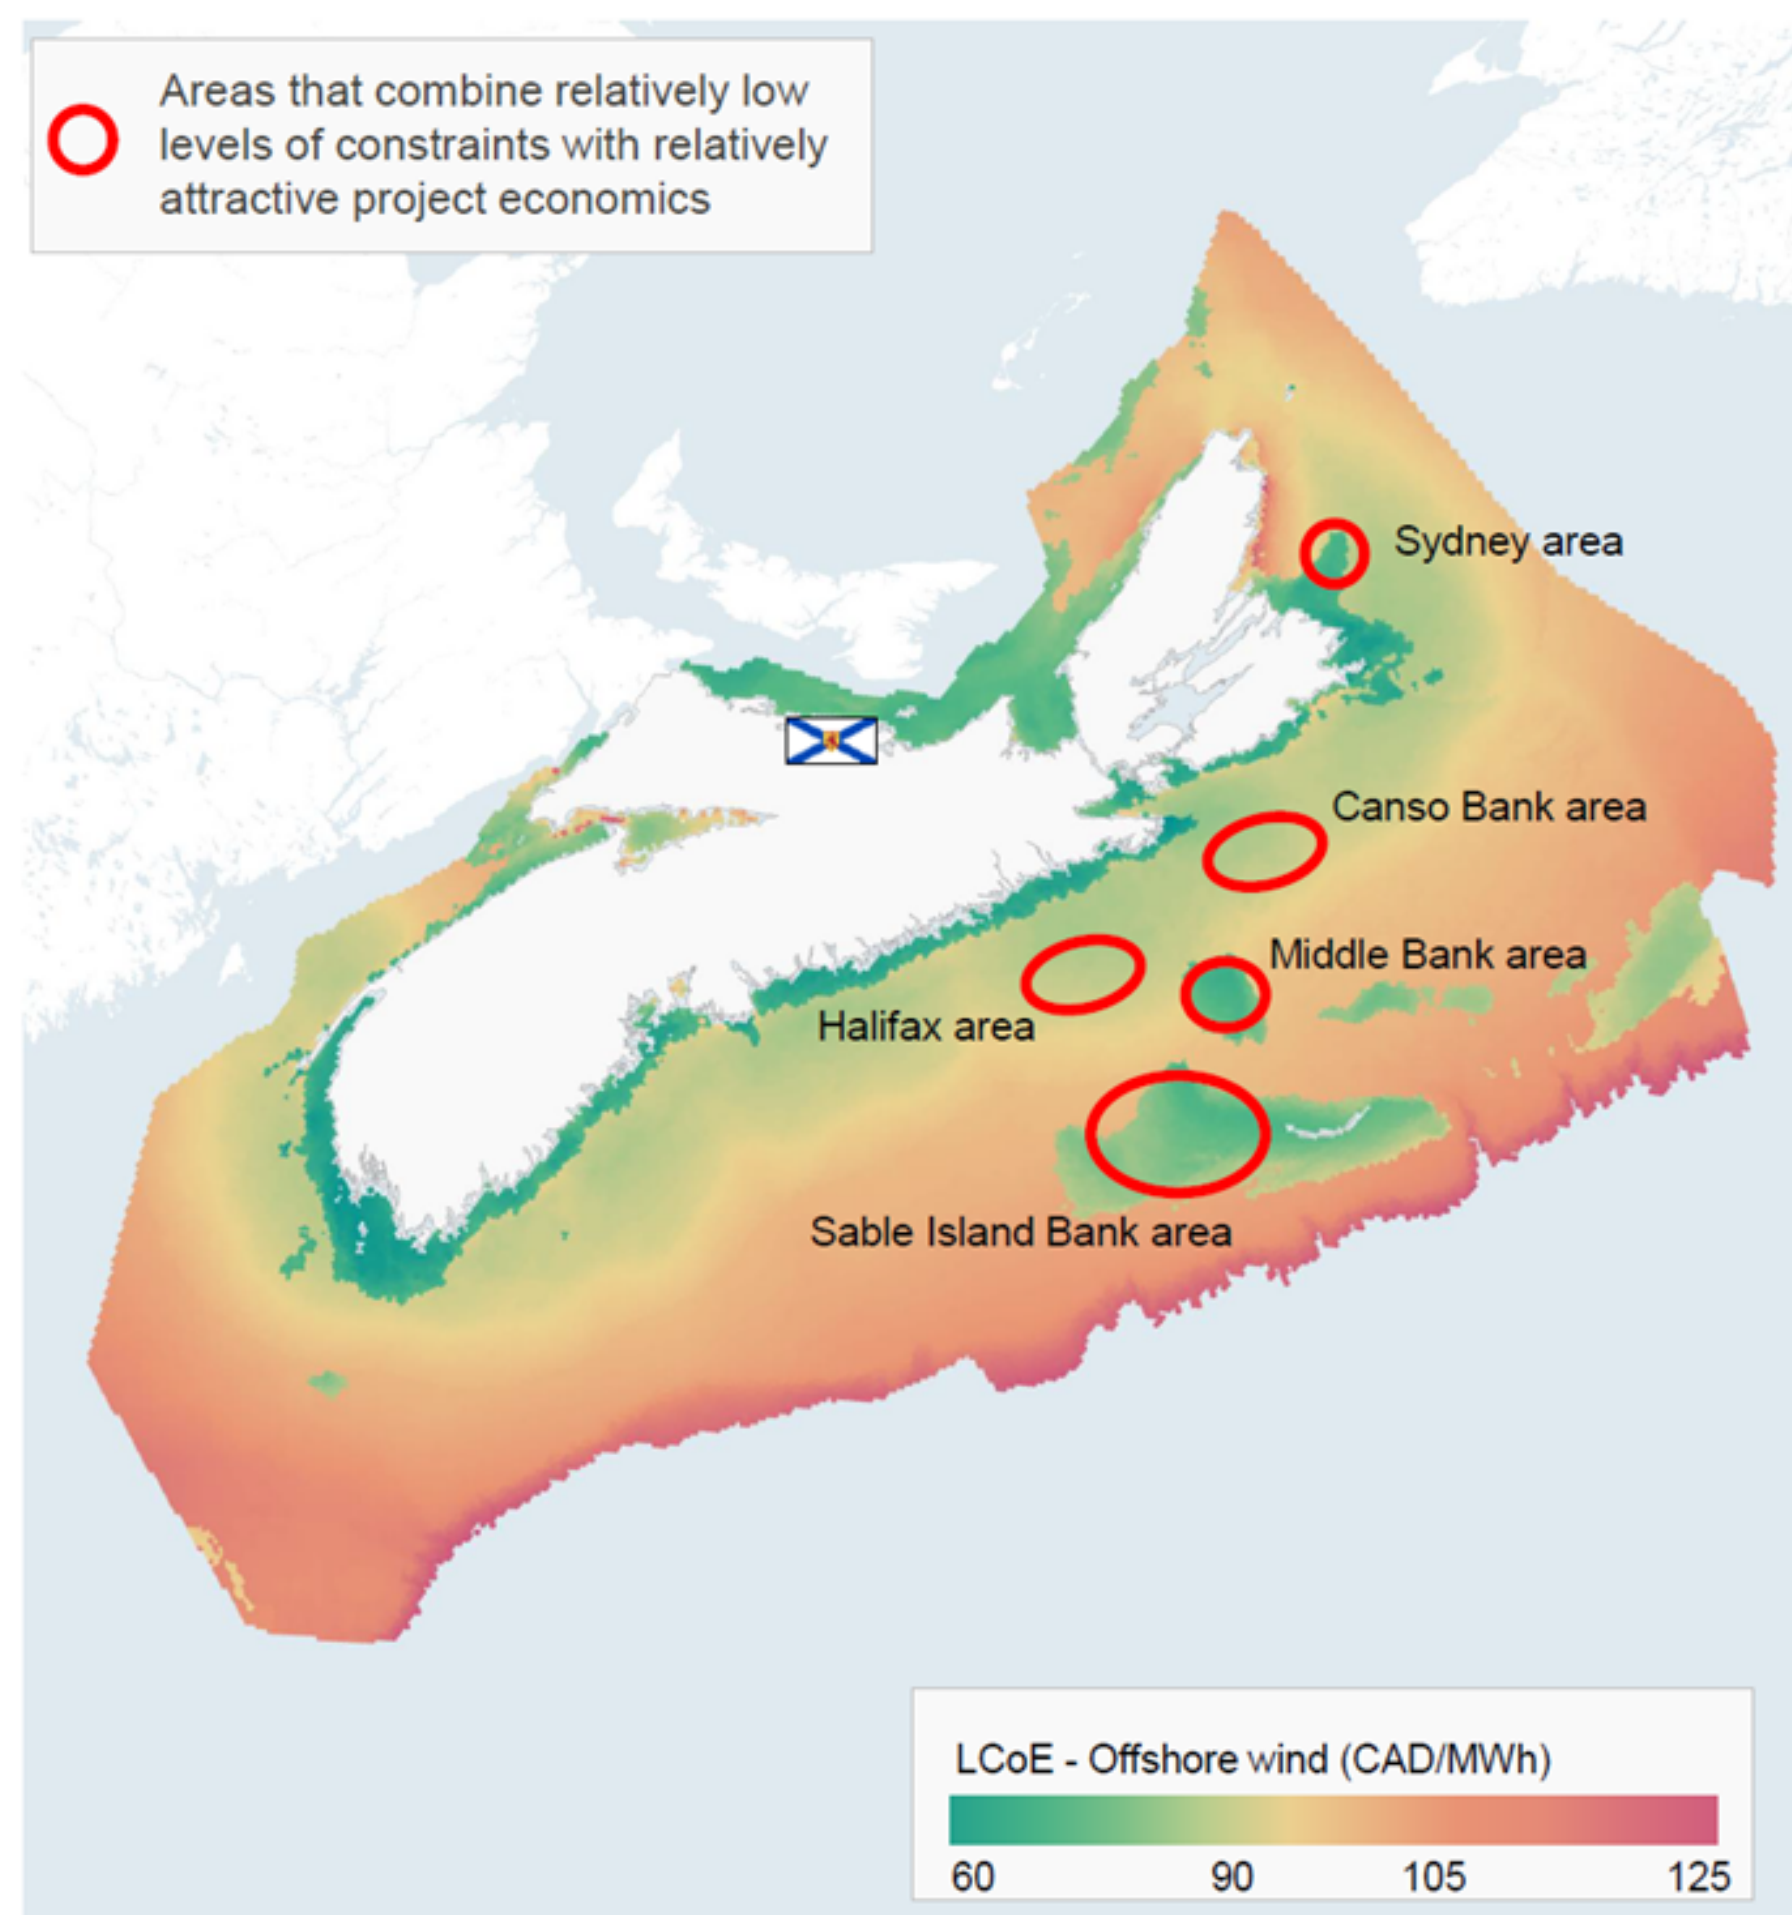 Areas that combine relatively low
levels of constraints with relatively
attractive project economics
Sydney area
Canso Bank area
Middle Bank area
Halifax area
Sable Island Bank area
LCoE - Offshore wind (CAD/MWh)
60 90 105 125